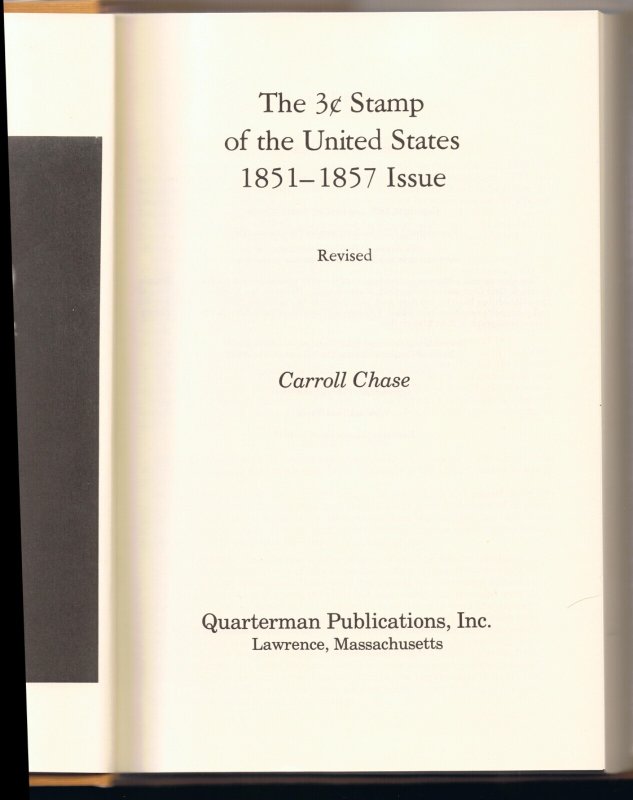 The 3¢ Stamp
of the United States
1851–1857 Issue
Revised
Carroll Chase
Quarterman Publications, Inc.
Lawrence, Massachusetts